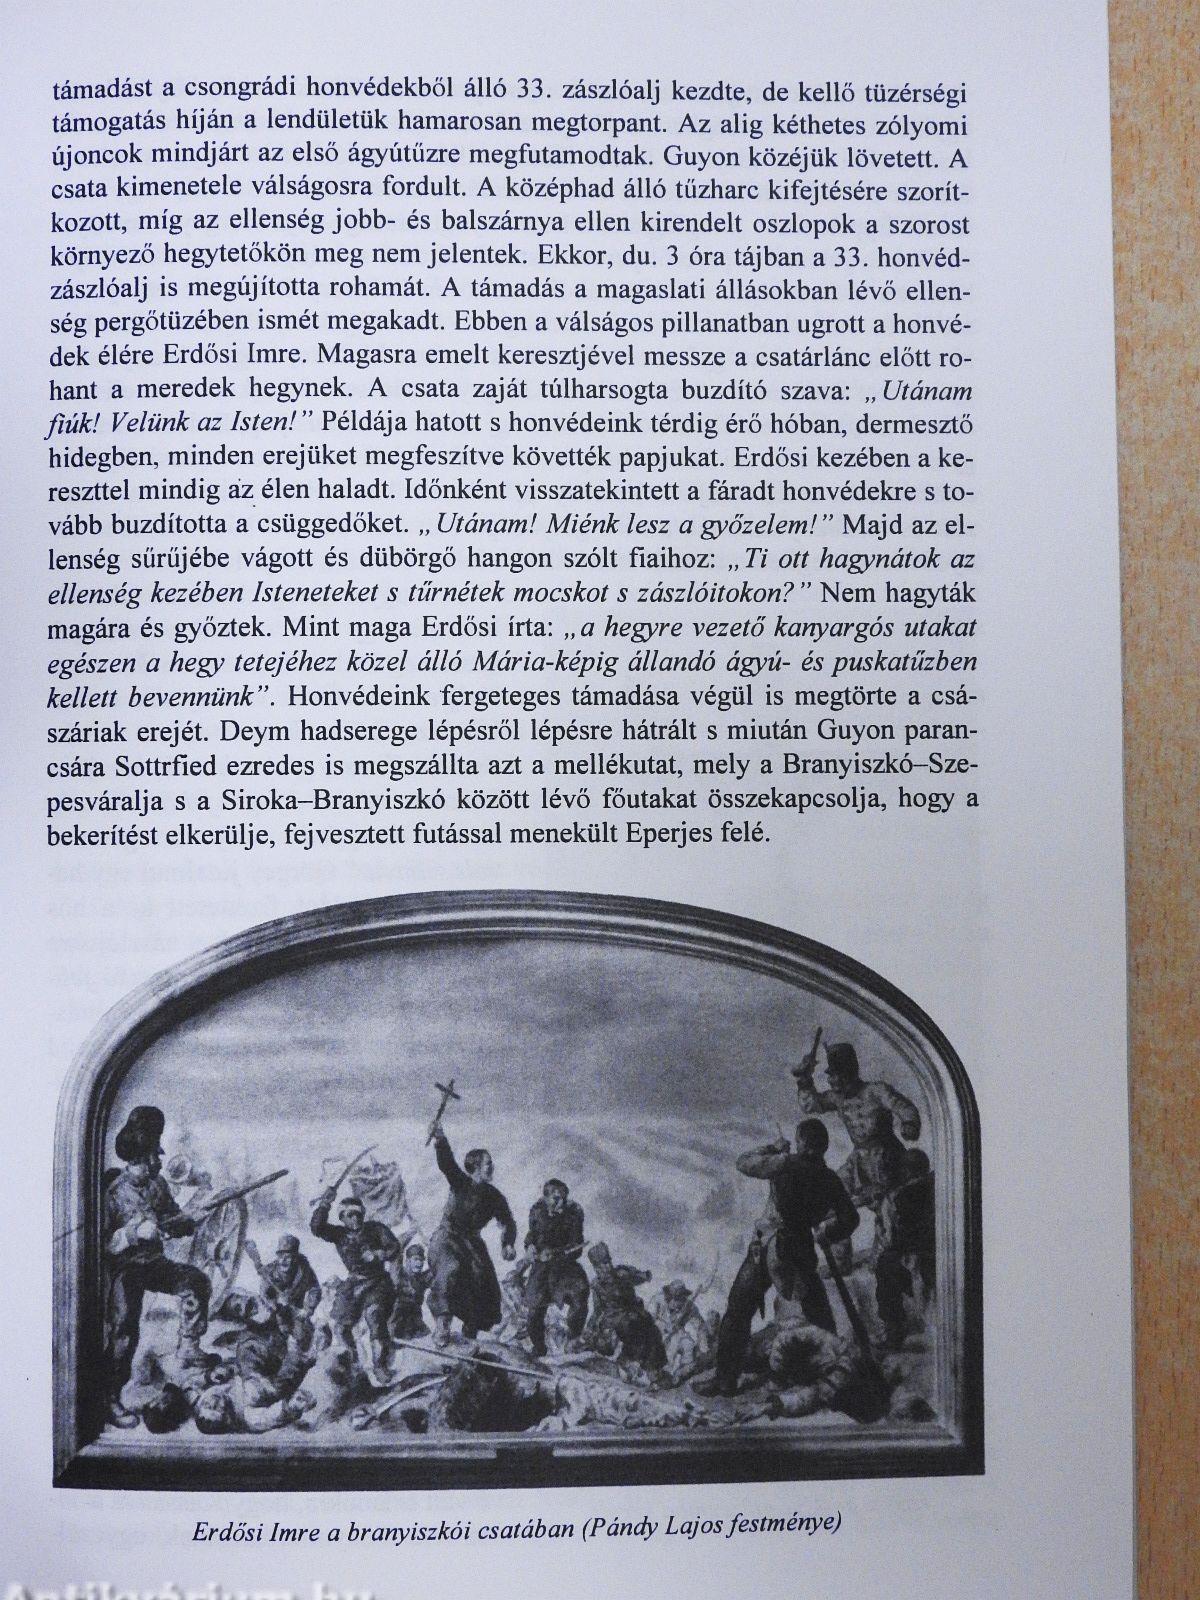 támadást a csongrádi honvédekből álló 33. zászlóalj kezdte, de kellő tüzérségi
támogatás híján a lendületük hamarosan megtorpant. Az alig kéthetes zólyomi
újoncok mindjárt az első ágyútűzre megfutamodtak. Guyon közéjük lövetett. A
csata kimenetele válságosra fordult. A középhad álló tűzharc kifejtésére szorít-
kozott, míg az ellenség jobb- és balszárnya ellen kirendelt oszlopok a szorost
környező hegytetőkön meg nem jelentek. Ekkor, du. 3 óra tájban a 33. honvéd-
zászlóalj is megújította rohamát. A támadás a magaslati állásokban lévő ellen-
ség pergőtüzében ismét megakadt. Ebben a válságos pillanatban ugrott a honvé-
dek élére Erdősi Imre. Magasra emelt keresztjével messze a csatárlánc előtt ro-
hant a meredek hegynek. A csata zaját túlharsogta buzdító szava: „Utánam
fiúk! Velünk az Isten!” Példája hatott s honvédeink térdig érő hóban, dermesztő
hidegben, minden erejüket megfeszítve követték papjukat. Erdősi kezében a ke-
reszttel mindig az élen haladt. Időnként visszatekintett a fáradt honvédekre s to-
vább buzdította a csüggedőket. „Utánam! Miénk lesz a győzelem!” Majd az el-
lenség sűrűjébe vágott és dübörgő hangon szólt fiaihoz: „Ti ott hagynátok az
ellenség kezében Isteneteket s tűrnétek mocskot s zászlóitokon?” Nem hagyták
magára és győztek. Mint maga Erdősi írta: „a hegyre vezető kanyargós utakat
egészen a hegy tetejéhez közel álló Mária-képig állandó ágyú- és puskatűzben
kellett bevennünk”. Honvédeink fergeteges támadása végül is megtörte a csá-
száriak erejét. Deym hadserege lépésről lépésre hátrált s miután Guyon paran-
csára Sottrfied ezredes is megszállta azt a mellékutat, mely a Branyiszkó–Sze-
pesváralja s a Siroka–Branyiszkó között lévő főutakat összekapcsolja, hogy a
bekerítést elkerülje, fejvesztett futással menekült Eperjes felé.
Erdősi Imre a branyiszkói csatában (Pándy Lajos festménye)
Antikvárium.hu